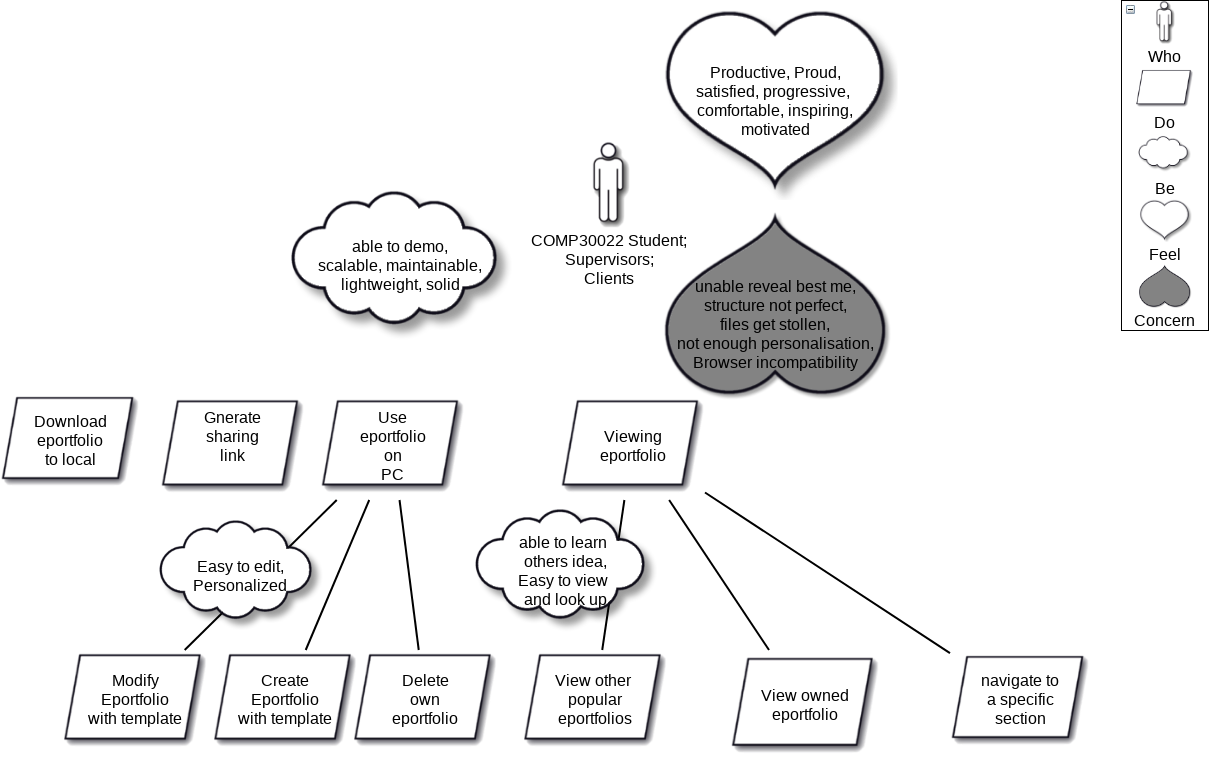 Productive, Proud,
satisfied, progressive,
comfortable, inspiring,
motivated
able to demo,
scalable, maintainable,
lightweight, solid
COMP30022 Student;
Supervisors;
Clients
unable reveal best me,
structure not perfect,
files get stollen,
not enough personalisation,
Browser incompatibility
Who
Do
Be
Feel
Concern
Download
eportfolio
to local
Gnerate
sharing
link
Use
eportfolio
on
PC
Viewing
eportfolio
Easy to edit,
Personalized
able to learn
others idea,
Easy to view
and look up
Modify
Eportfolio
with template
Create
Eportfolio
with template
Delete
own
eportfolio
View other
popular
eportfolios
View owned
eportfolio
navigate to
a specific
section